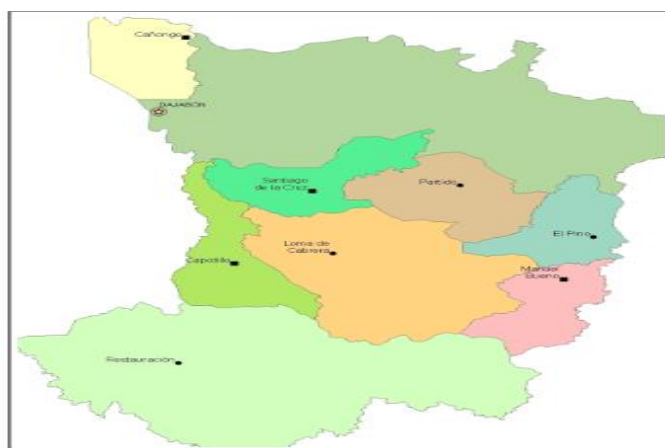 Cañongo
DAJABÓN
Santiago
de la Cruz
Partido
Loma de
Cabrera
El Pino
Capotillo
Manuel
Bueno
Restauración